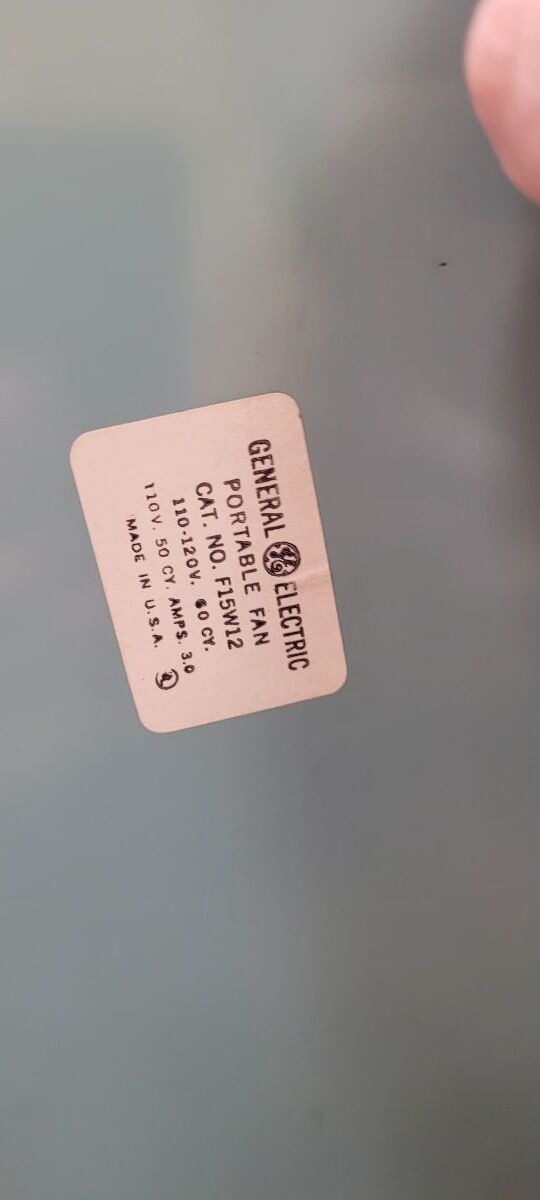 GENERAL GE ELECTRIC
PORTABLE FAN
CAT. NO. F15W12
110-120V. 60 CY.
110V. 50 CY. AMPS. 3.0
MADE IN U.S.A.